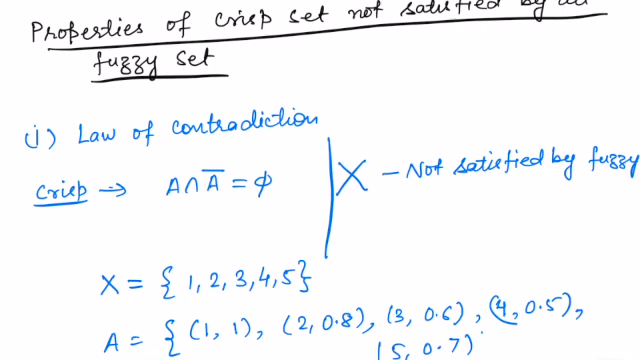 Properties of crisp set not satisfied by
fuzzy set
(1) Law of contradiction
Crisp → A∩A̅ = ϕ | X – Not satisfied by fuzzy
X = { 1, 2, 3, 4, 5}
A = { (1, 1), (2, 0.8), (3, 0.6), (4, 0.5),
(5, 0.7)